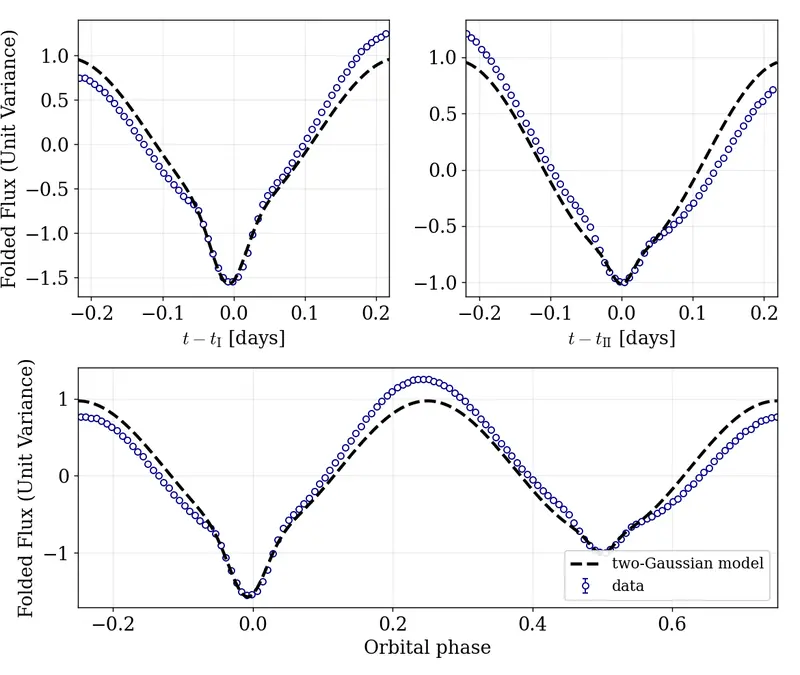 Folded Flux (Unit Variance)
1.0
0.5
0.0
−0.5
−1.0
−1.5
−0.2 −0.1 0.0 0.1 0.2
t − t_I [days]
1.0
0.5
0.0
−0.5
−1.0
−0.2 −0.1 0.0 0.1 0.2
t − t_II [days]
Folded Flux (Unit Variance)
1
0
−1
two-Gaussian model
data
−0.2 0.0 0.2 0.4 0.6
Orbital phase